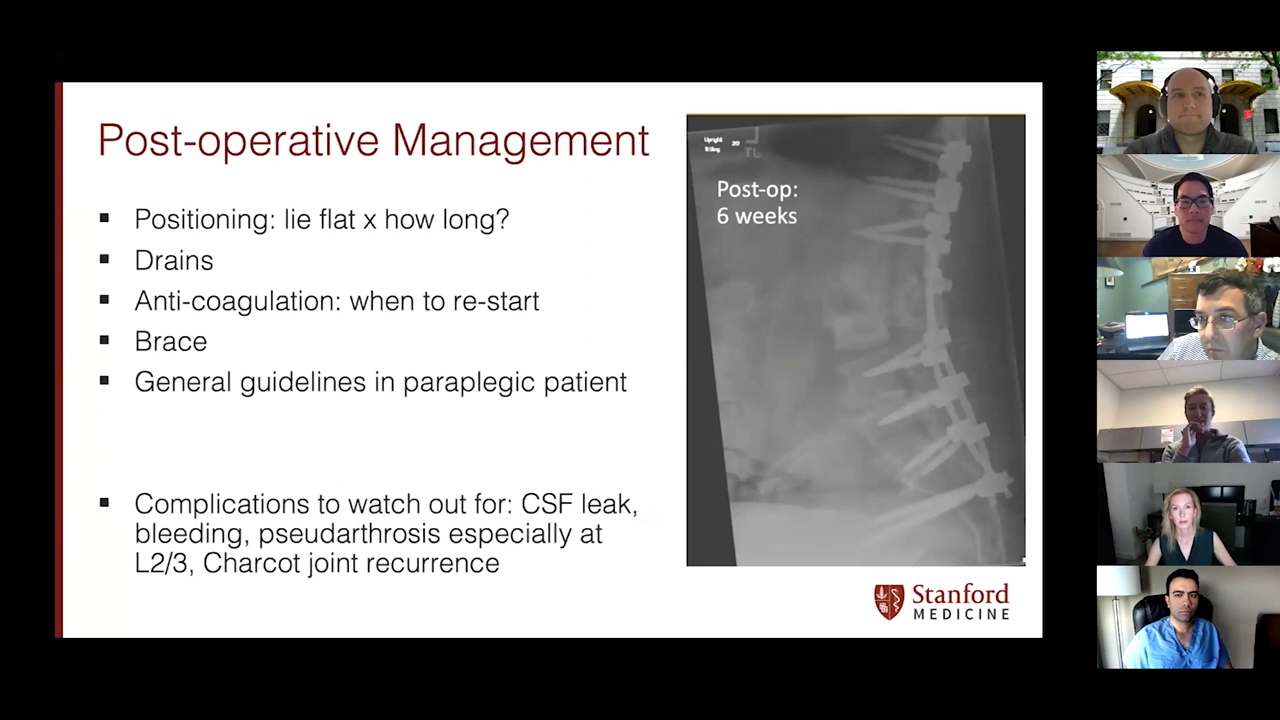 Post-operative Management
Positioning: lie flat x how long?
Drains
Anti-coagulation: when to re-start
Brace
General guidelines in paraplegic patient
Complications to watch out for: CSF leak,
bleeding, pseudarthrosis especially at
L2/3, Charcot joint recurrence
Upright
Post-op:
6 weeks
Stanford
MEDICINE